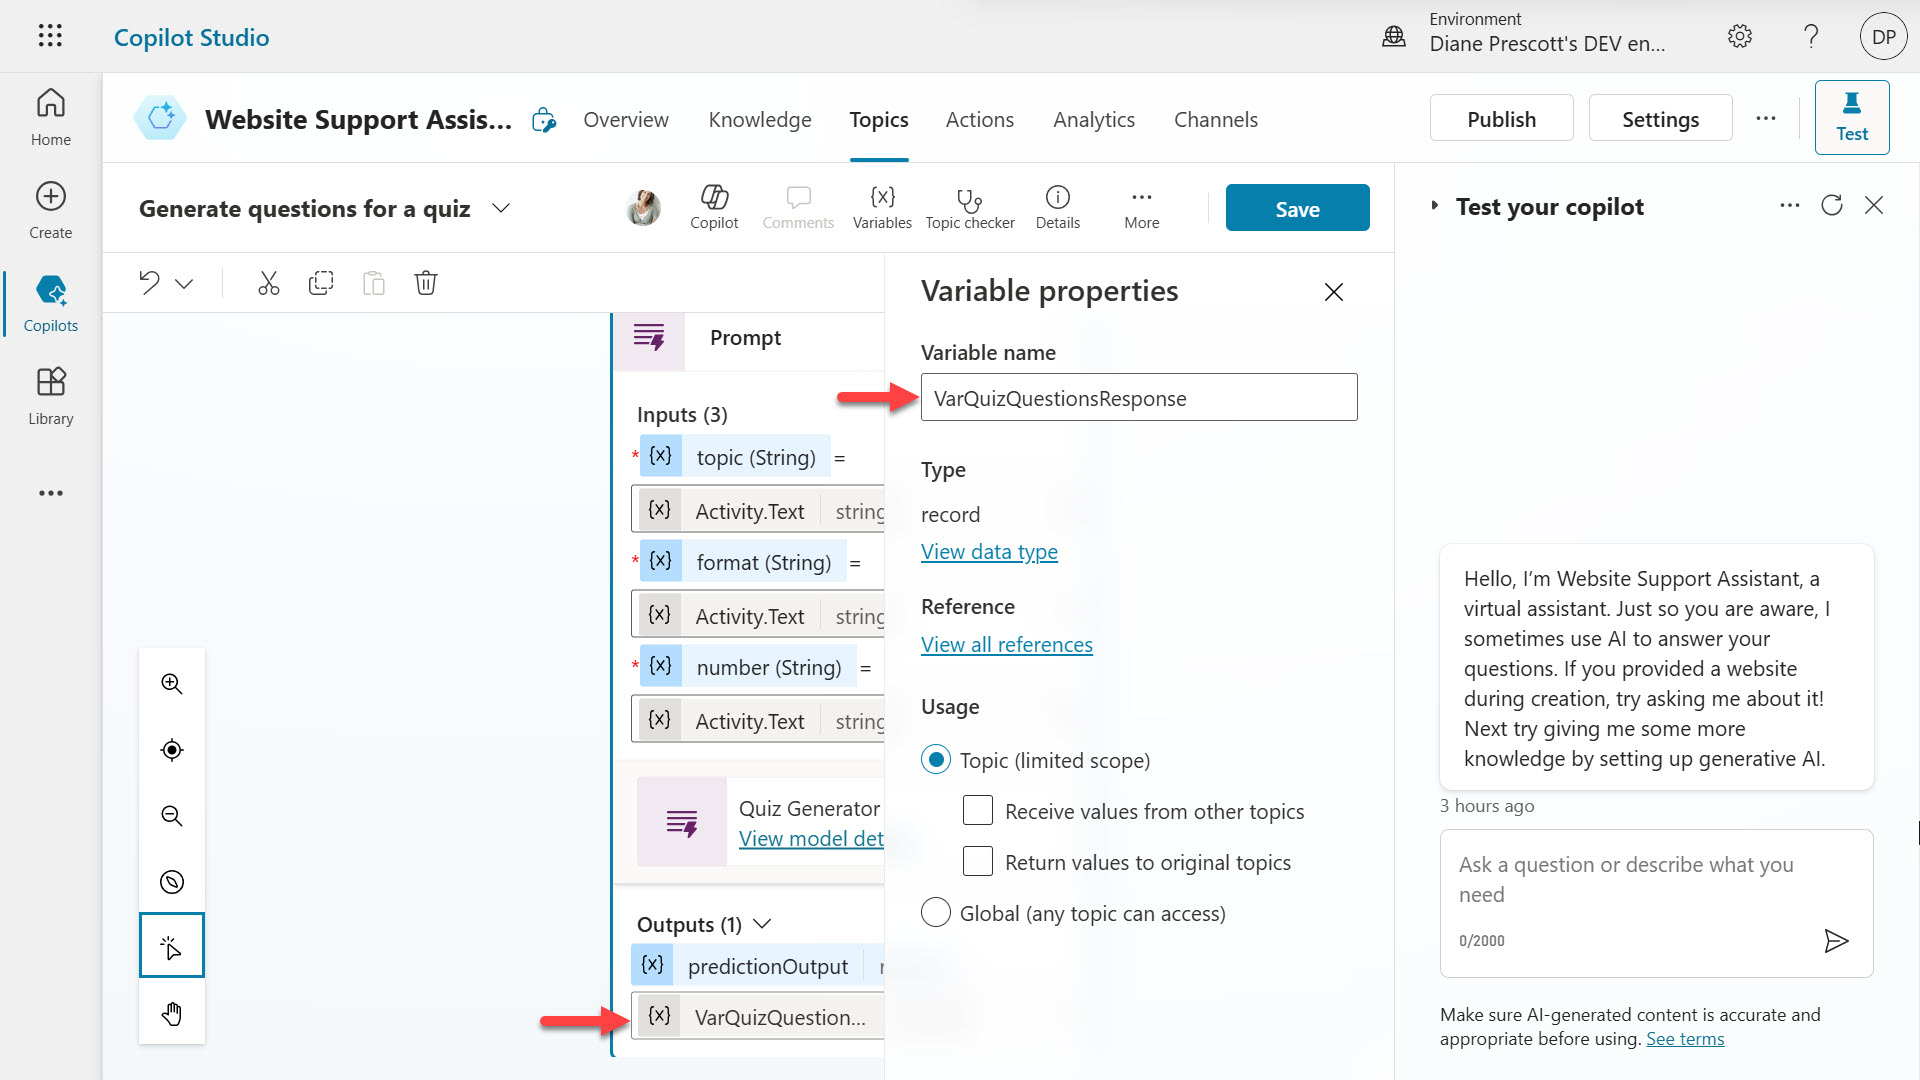 Copilot Studio
Environment
Diane Prescott's DEV en...
?
DP
Home
Create
Copilots
Library
Website Support Assis...
Overview
Knowledge
Topics
Actions
Analytics
Channels
Publish
Settings
Test
Generate questions for a quiz
Copilot
Comments
{x}
Variables
Topic checker
Details
More
Save
Prompt
Inputs (3)
* {x} topic (String) =
{x} Activity.Text string
* {x} format (String) =
{x} Activity.Text string
* {x} number (String) =
{x} Activity.Text string
Quiz Generator
View model det
Outputs (1)
{x} predictionOutput
{x} VarQuizQuestion...
Variable properties
Variable name
VarQuizQuestionsResponse
Type
record
View data type
Reference
View all references
Usage
Topic (limited scope)
Receive values from other topics
Return values to original topics
Global (any topic can access)
Test your copilot
Hello, I’m Website Support Assistant, a
virtual assistant. Just so you are aware, I
sometimes use AI to answer your
questions. If you provided a website
during creation, try asking me about it!
Next try giving me some more
knowledge by setting up generative AI.
3 hours ago
Ask a question or describe what you
need
0/2000
Make sure AI-generated content is accurate and
appropriate before using. See terms